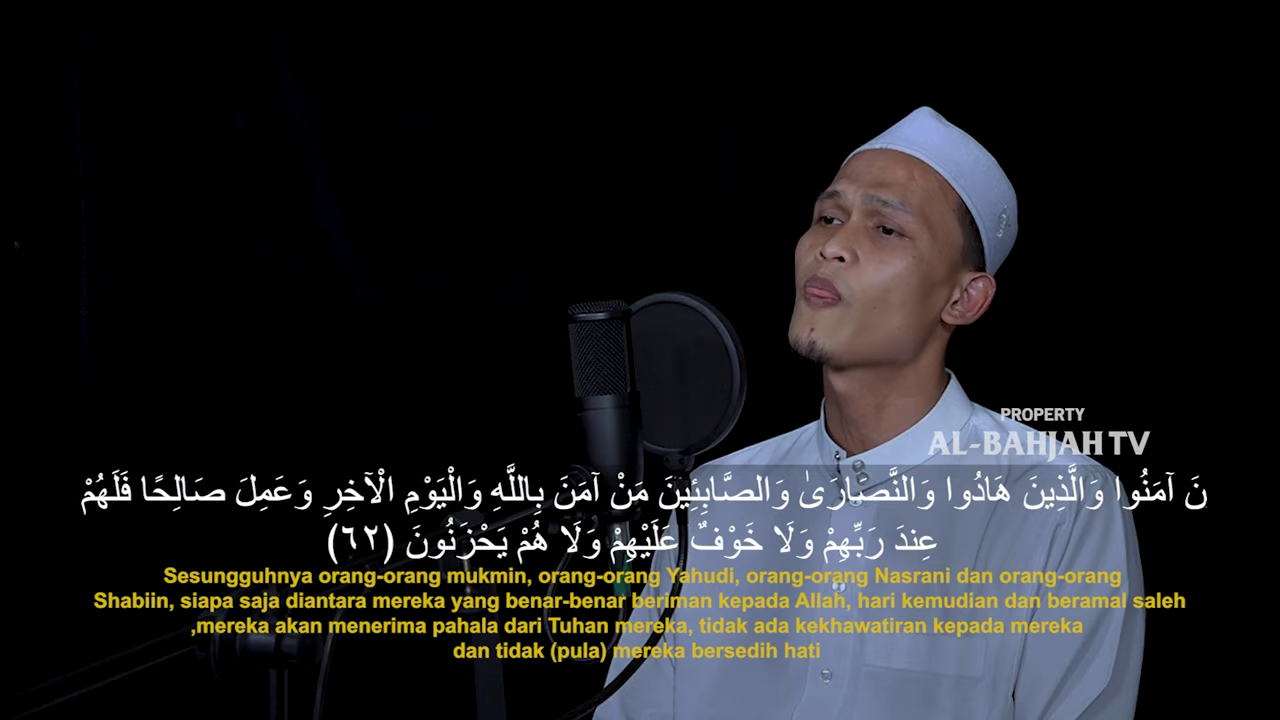 PROPERTY
AL-BAHJAH TV
نَ آمَنُوا وَالَّذِينَ هَادُوا وَالنَّصَارَىٰ وَالصَّابِئِينَ مَنْ آمَنَ بِاللَّهِ وَالْيَوْمِ الْآخِرِ وَعَمِلَ صَالِحًا فَلَهُمْ
عِندَ رَبِّهِمْ وَلَا خَوْفٌ عَلَيْهِمْ وَلَا هُمْ يَحْزَنُونَ (٦٢)
Sesungguhnya orang-orang mukmin, orang-orang Yahudi, orang-orang Nasrani dan orang-orang
Shabiin, siapa saja diantara mereka yang benar-benar beriman kepada Allah, hari kemudian dan beramal saleh
,mereka akan menerima pahala dari Tuhan mereka, tidak ada kekhawatiran kepada mereka
dan tidak (pula) mereka bersedih hati